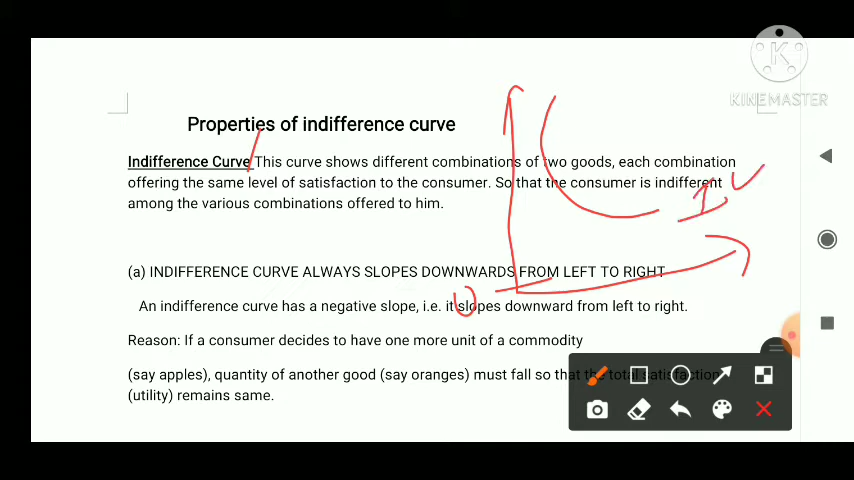 KINEMASTER
Properties of indifference curve
Indifference Curve This curve shows different combinations of two goods, each combination
offering the same level of satisfaction to the consumer. So that the consumer is indifferent
among the various combinations offered to him.
IC
(a) INDIFFERENCE CURVE ALWAYS SLOPES DOWNWARDS FROM LEFT TO RIGHT
O
An indifference curve has a negative slope, i.e. it slopes downward from left to right.
Reason: If a consumer decides to have one more unit of a commodity
(say apples), quantity of another good (say oranges) must fall so that the total satisfaction
(utility) remains same.